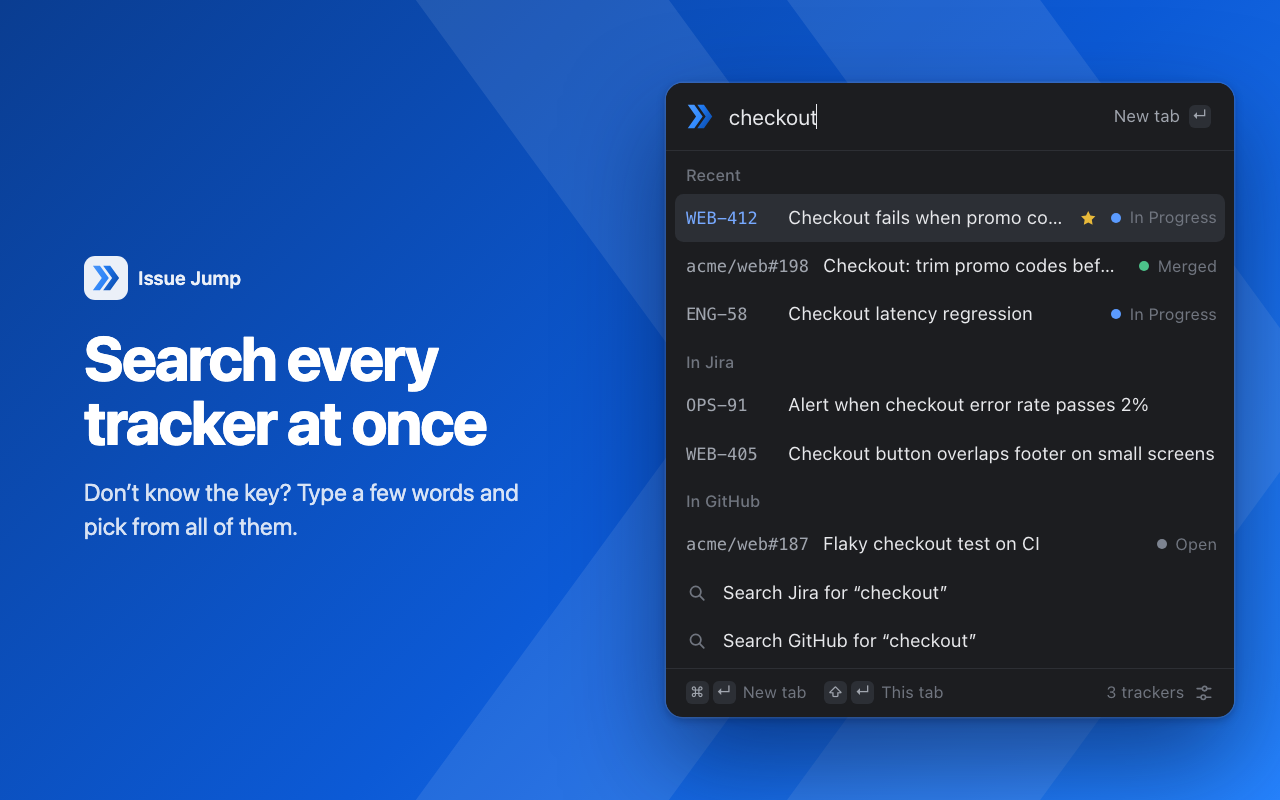 Issue Jump
Search every
tracker at once
Don’t know the key? Type a few words and
pick from all of them.
checkout New tab
Recent
WEB-412 Checkout fails when promo co... In Progress
acme/web#198 Checkout: trim promo codes bef... Merged
ENG-58 Checkout latency regression In Progress
In Jira
OPS-91 Alert when checkout error rate passes 2%
WEB-405 Checkout button overlaps footer on small screens
In GitHub
acme/web#187 Flaky checkout test on CI Open
Search Jira for “checkout”
Search GitHub for “checkout”
⌘ ↵ New tab ⇧ ↵ This tab 3 trackers